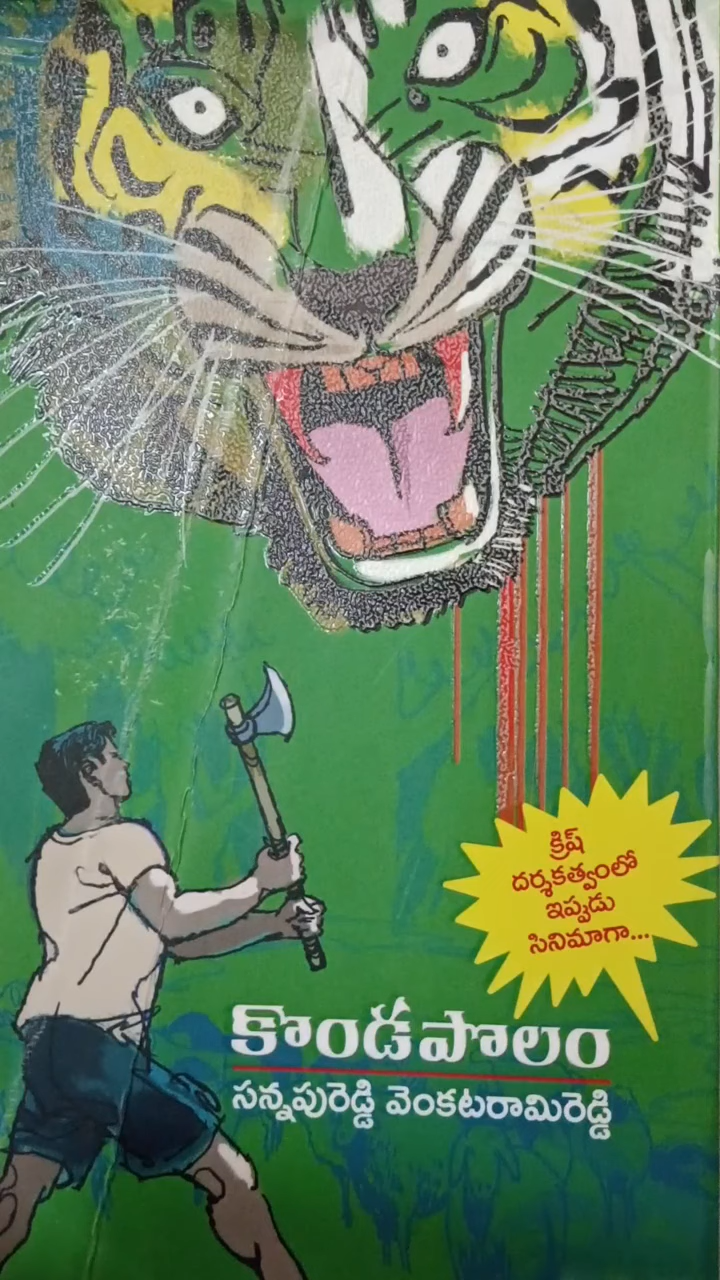 క్రిష్
దర్శకత్వంలో
ఇప్పుడు
సినిమాగా...
కొండపొలం
సన్నపురెడ్డి వెంకటరామిరెడ్డి